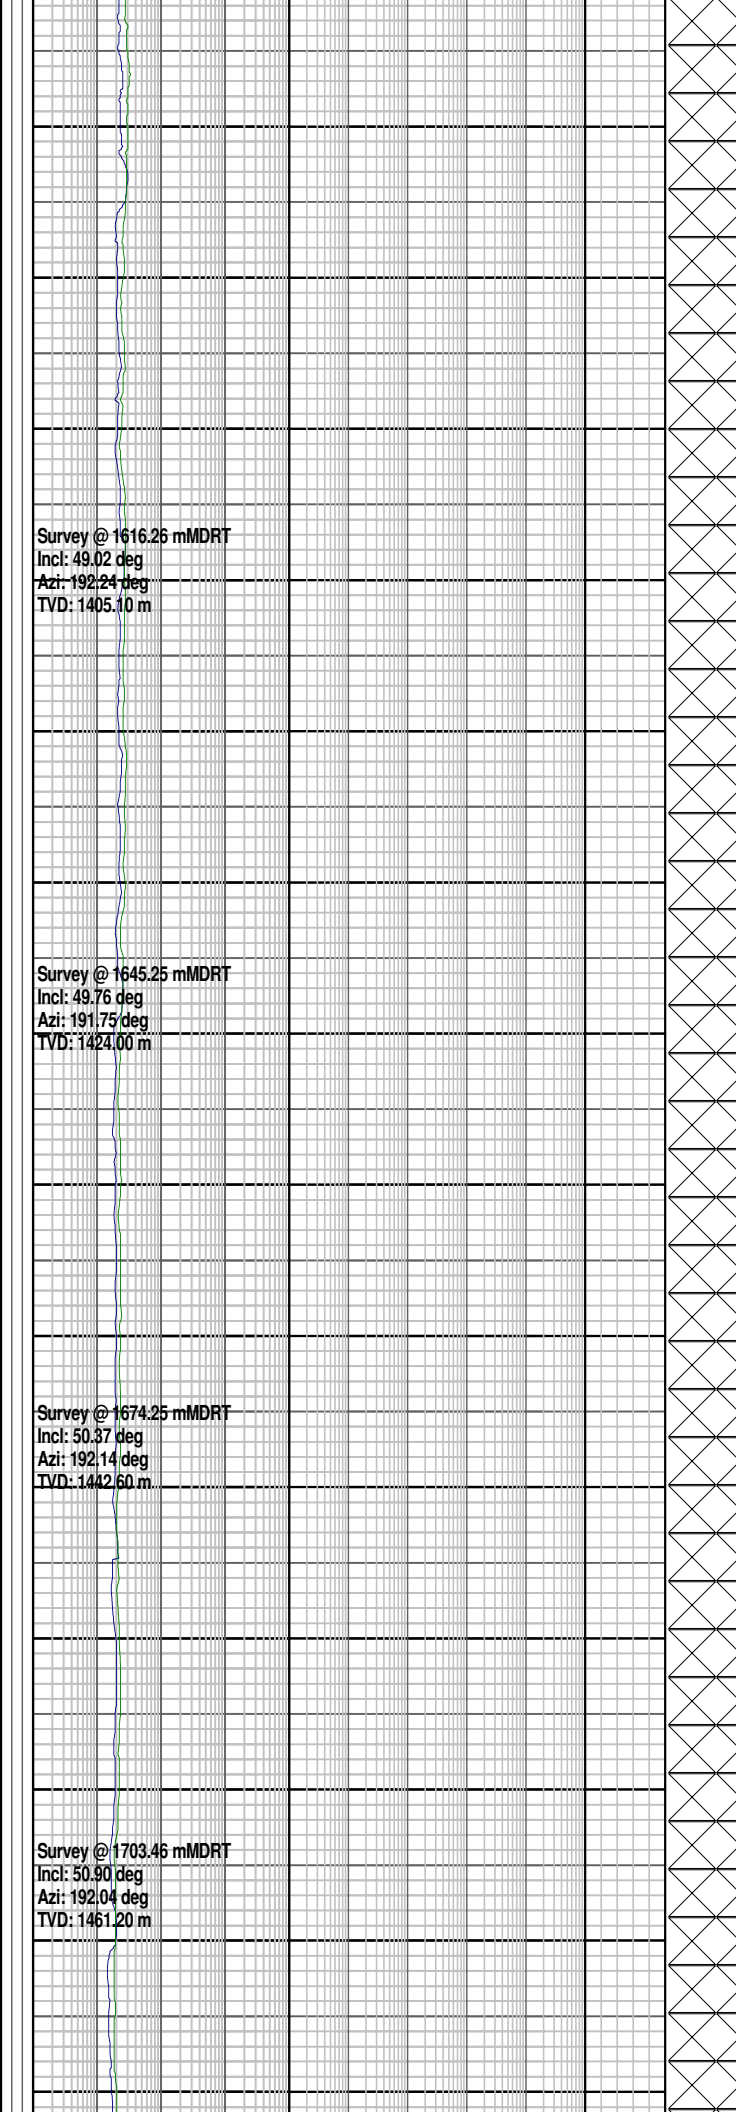 Survey @ 1616.26 mMDRT
Incl: 49.02 deg
Azi: 192.24 deg
TVD: 1405.10 m
Survey @ 1645.25 mMDRT
Incl: 49.76 deg
Azi: 191.75 deg
TVD: 1424.00 m
Survey @ 1674.25 mMDRT
Incl: 50.37 deg
Azi: 192.14 deg
TVD: 1442.60 m
Survey @ 1703.46 mMDRT
Incl: 50.90 deg
Azi: 192.04 deg
TVD: 1461.20 m